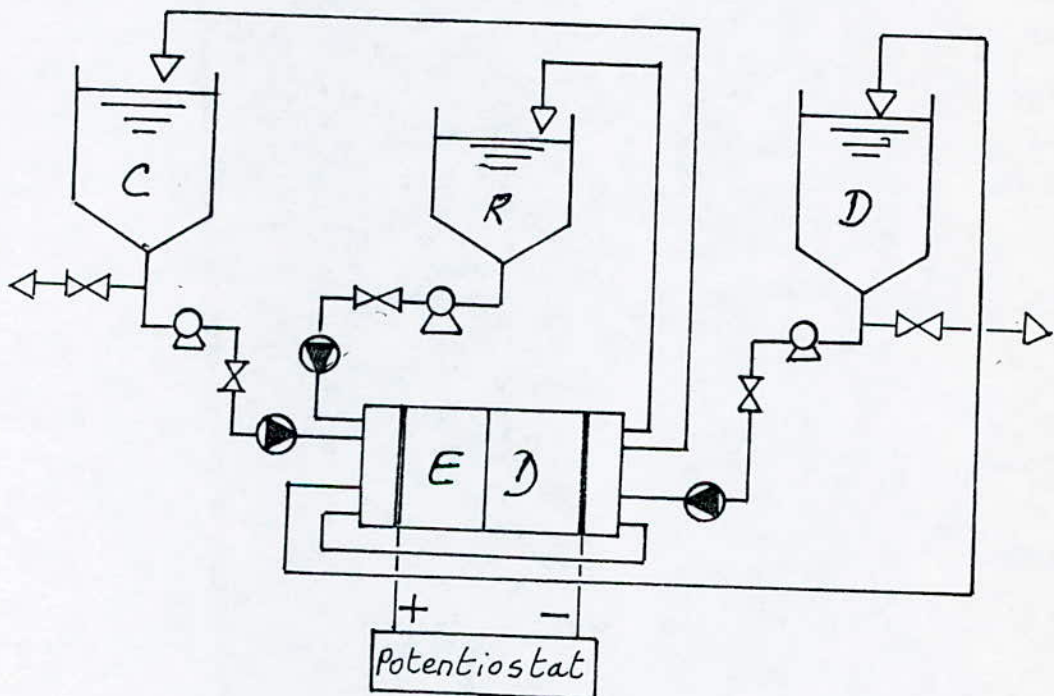 C
R
D
E D
+ −
Potentiostat